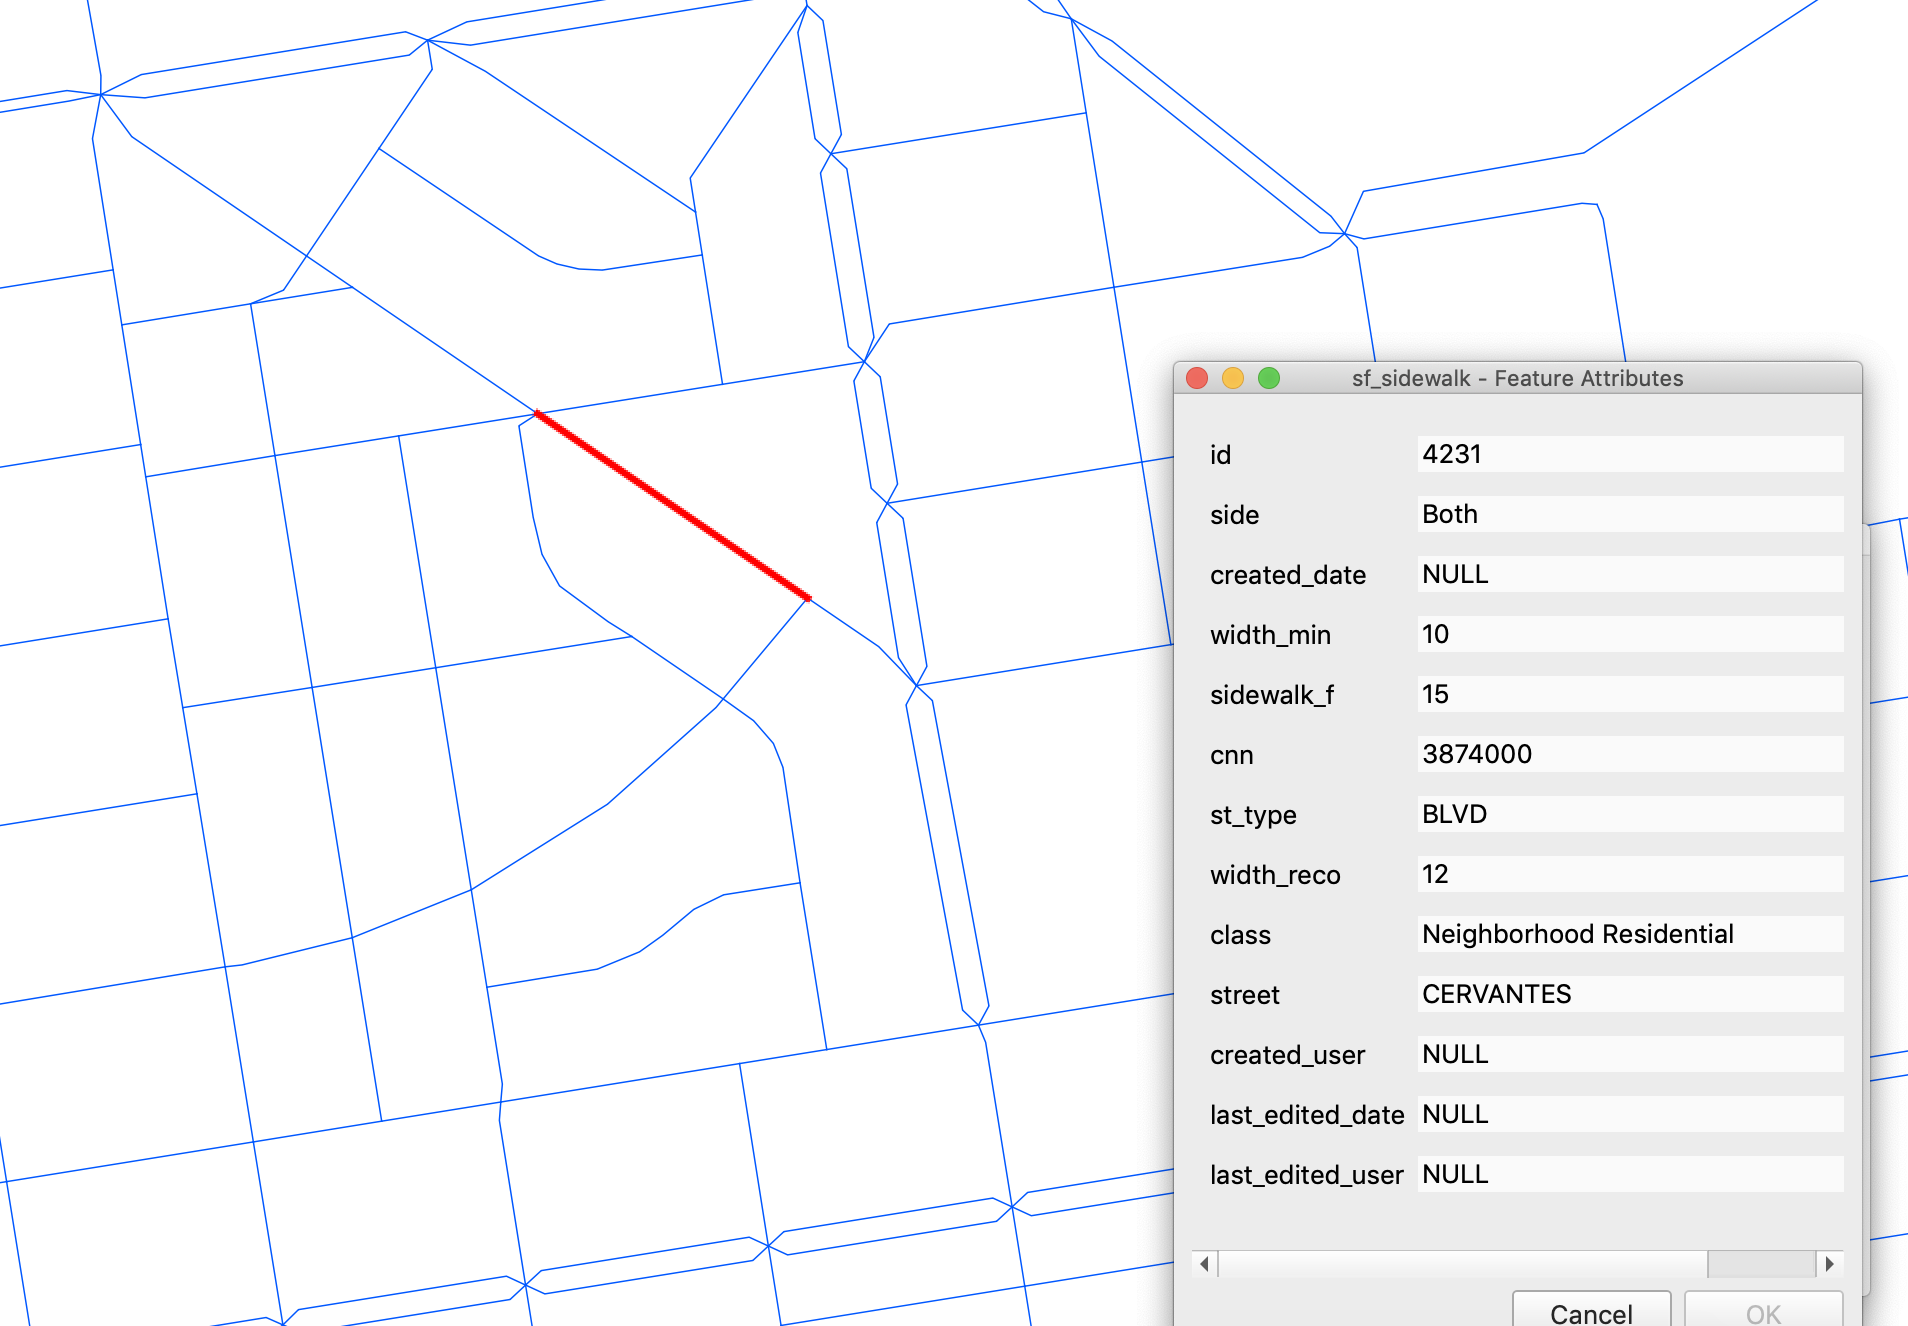 sf_sidewalk - Feature Attributes
id 4231
side Both
created_date NULL
width_min 10
sidewalk_f 15
cnn 3874000
st_type BLVD
width_reco 12
class Neighborhood Residential
street CERVANTES
created_user NULL
last_edited_date NULL
last_edited_user NULL
Cancel OK